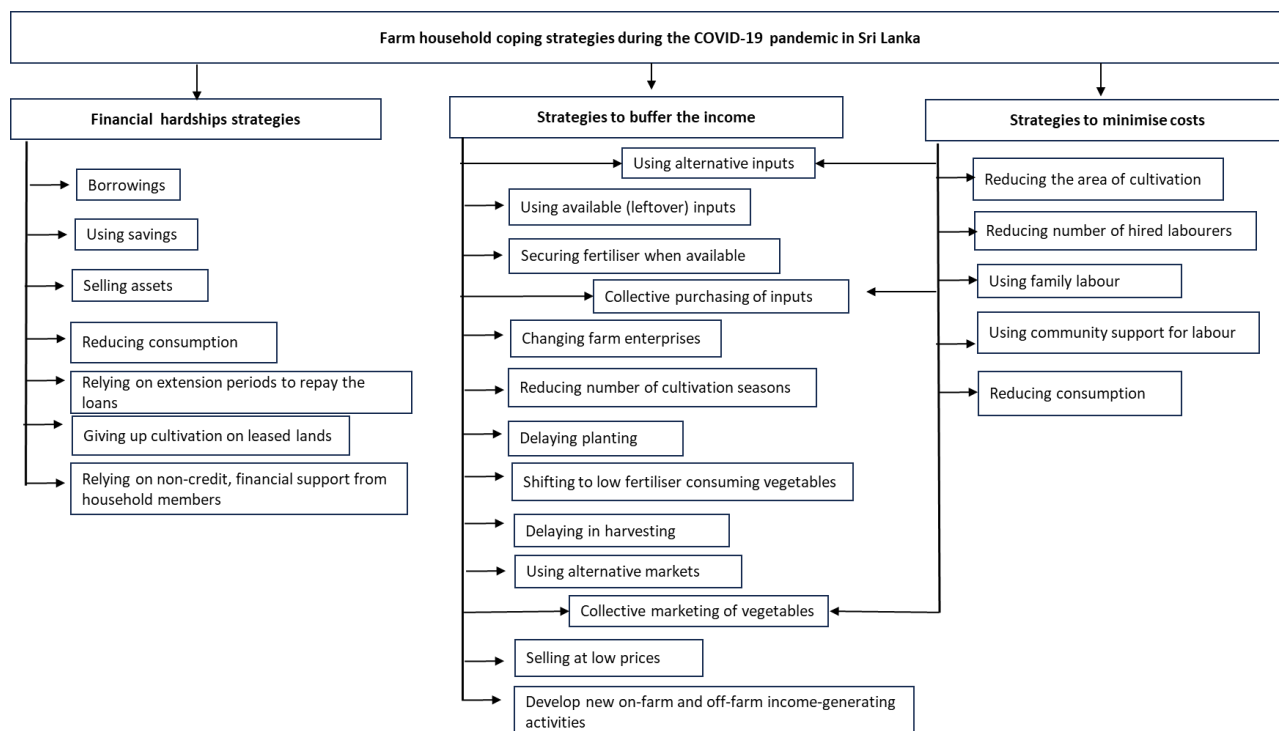 Farm household coping strategies during the COVID-19 pandemic in Sri Lanka
Financial hardships strategies
Borrowings
Using savings
Selling assets
Reducing consumption
Relying on extension periods to repay the
loans
Giving up cultivation on leased lands
Relying on non-credit, financial support from
household members
Strategies to buffer the income
Using alternative inputs
Using available (leftover) inputs
Securing fertiliser when available
Collective purchasing of inputs
Changing farm enterprises
Reducing number of cultivation seasons
Delaying planting
Shifting to low fertiliser consuming vegetables
Delaying in harvesting
Using alternative markets
Collective marketing of vegetables
Selling at low prices
Develop new on-farm and off-farm income-generating
activities
Strategies to minimise costs
Reducing the area of cultivation
Reducing number of hired labourers
Using family labour
Using community support for labour
Reducing consumption